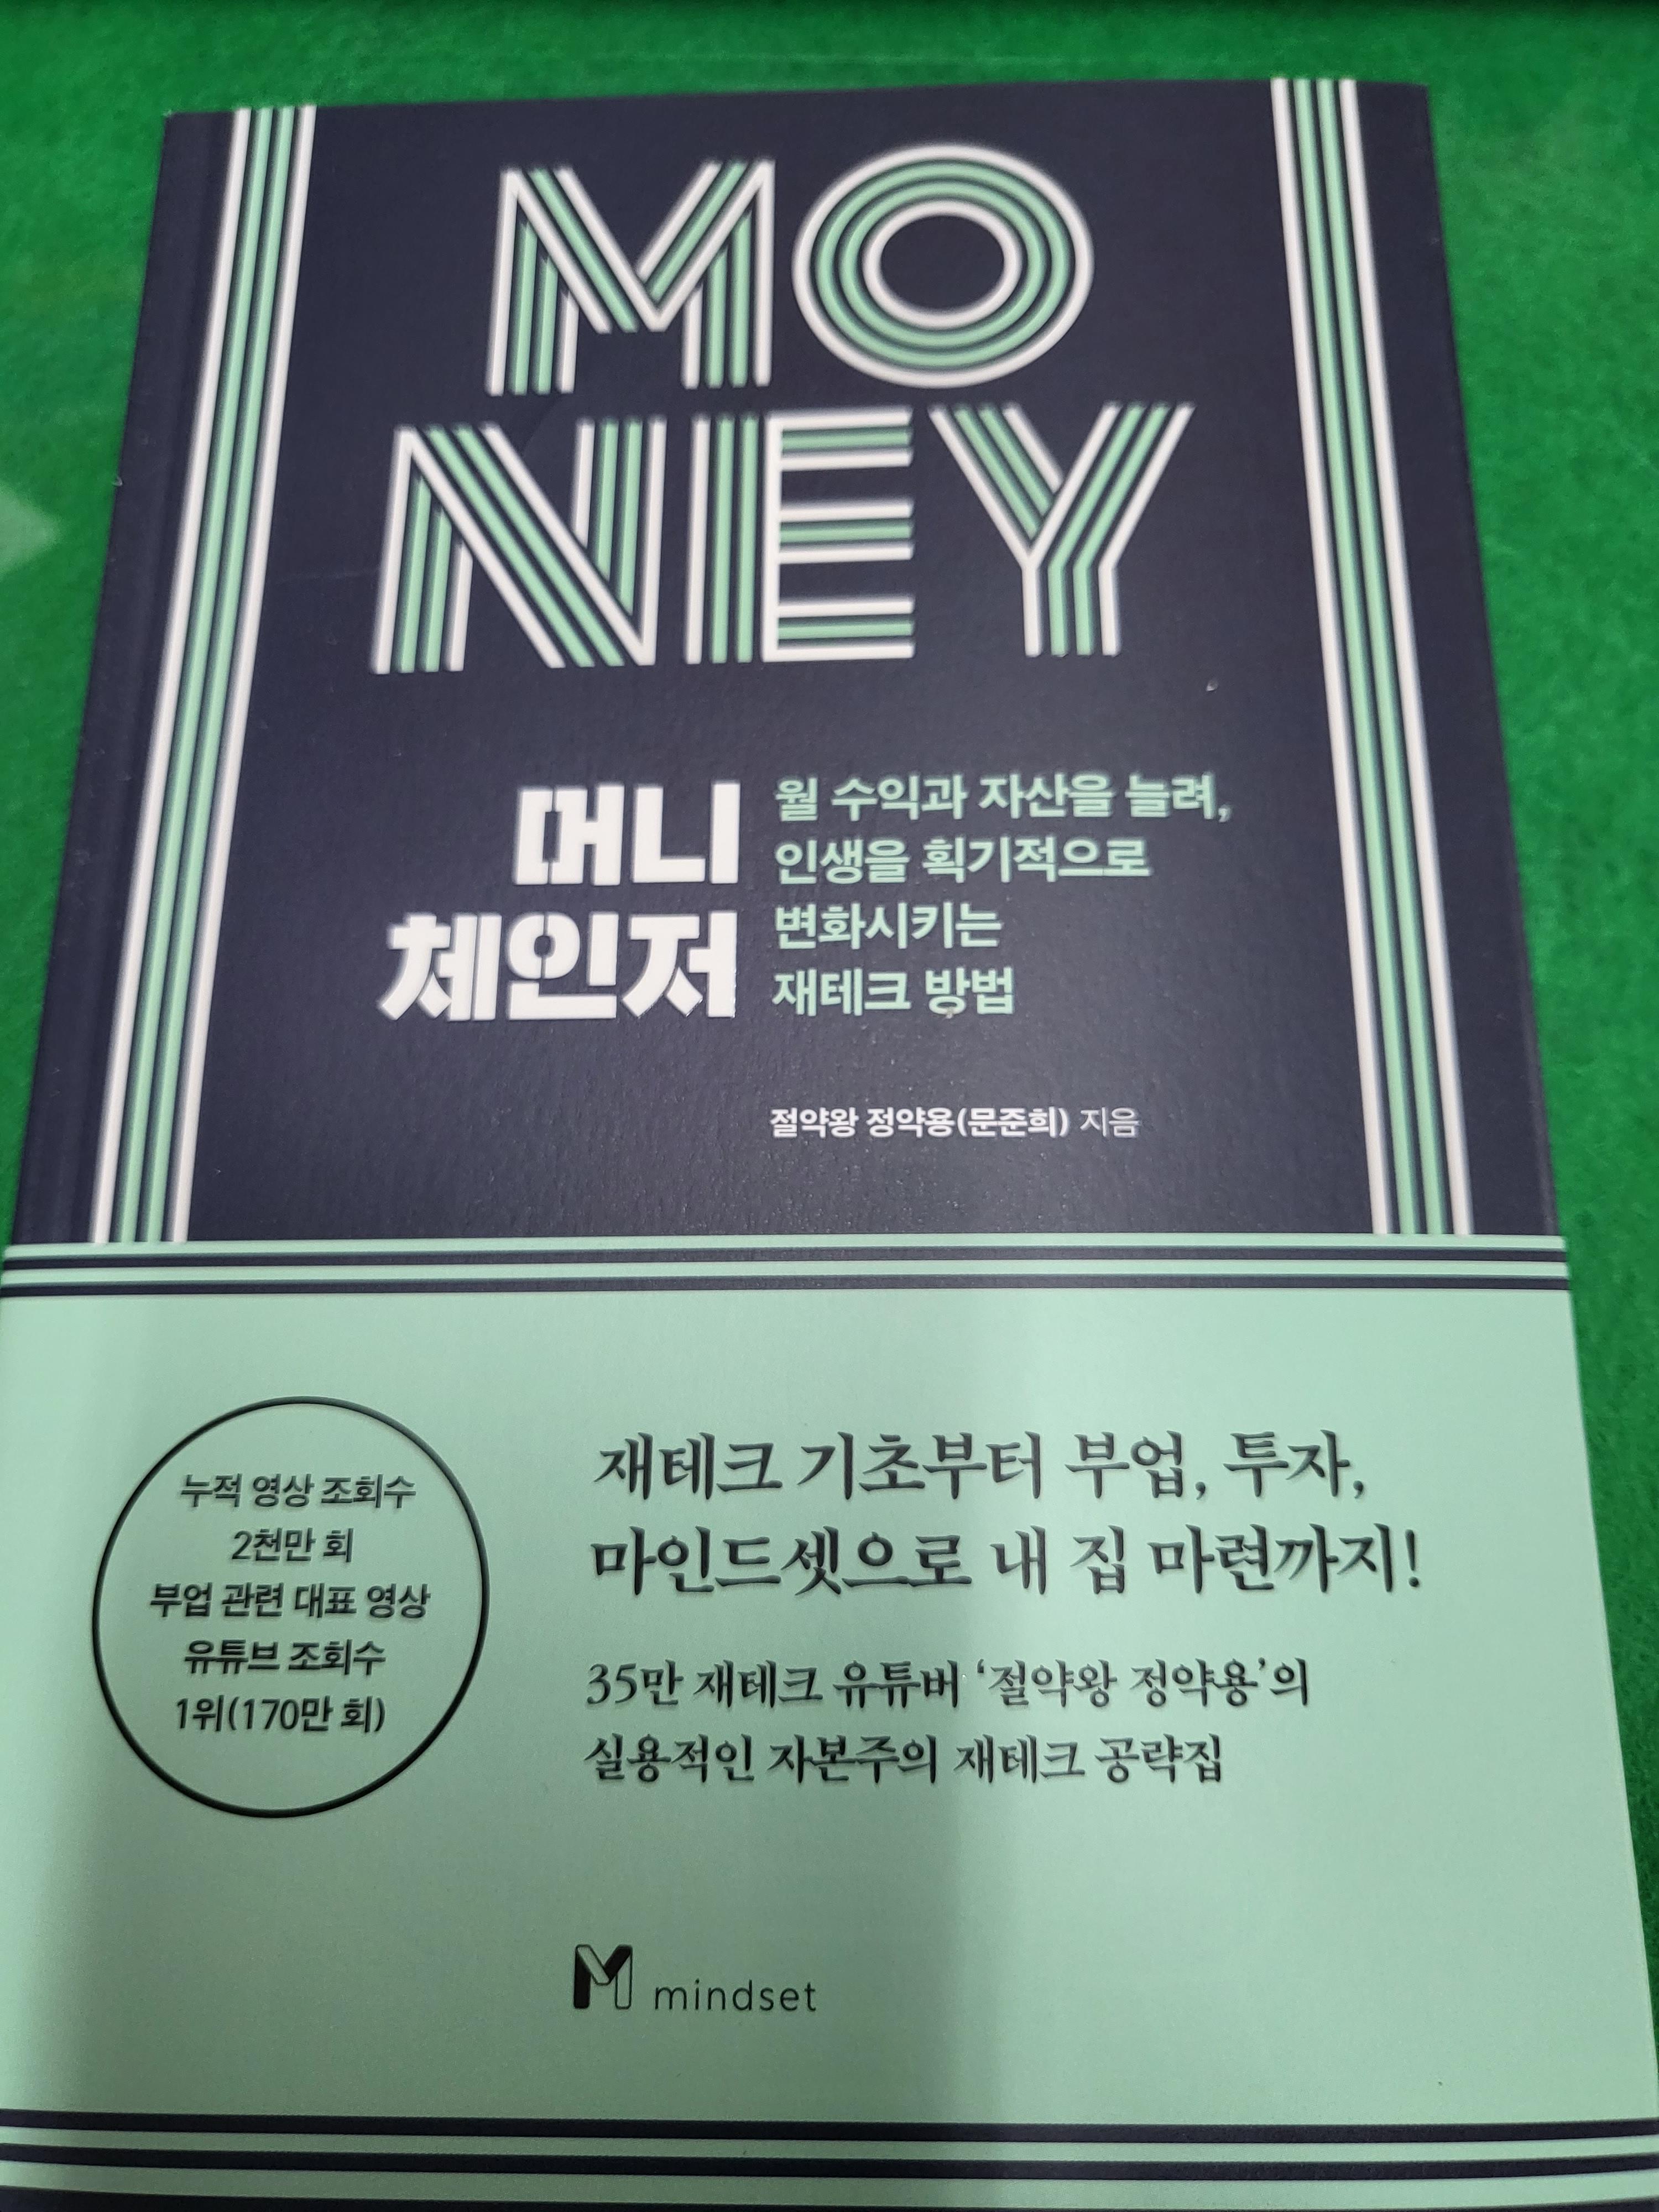 MO
NEY
머니
체인저
월 수익과 자산을 늘려,
인생을 획기적으로
변화시키는
재테크 방법
절약왕 정약용(문준희) 지음
누적 영상 조회수
2천만 회
부업 관련 대표 영상
유튜브 조회수
1위(170만 회)
재테크 기초부터 부업, 투자,
마인드셋으로 내 집 마련까지!
35만 재테크 유튜버 ‘절약왕 정약용’의
실용적인 자본주의 재테크 공략집
M mindset